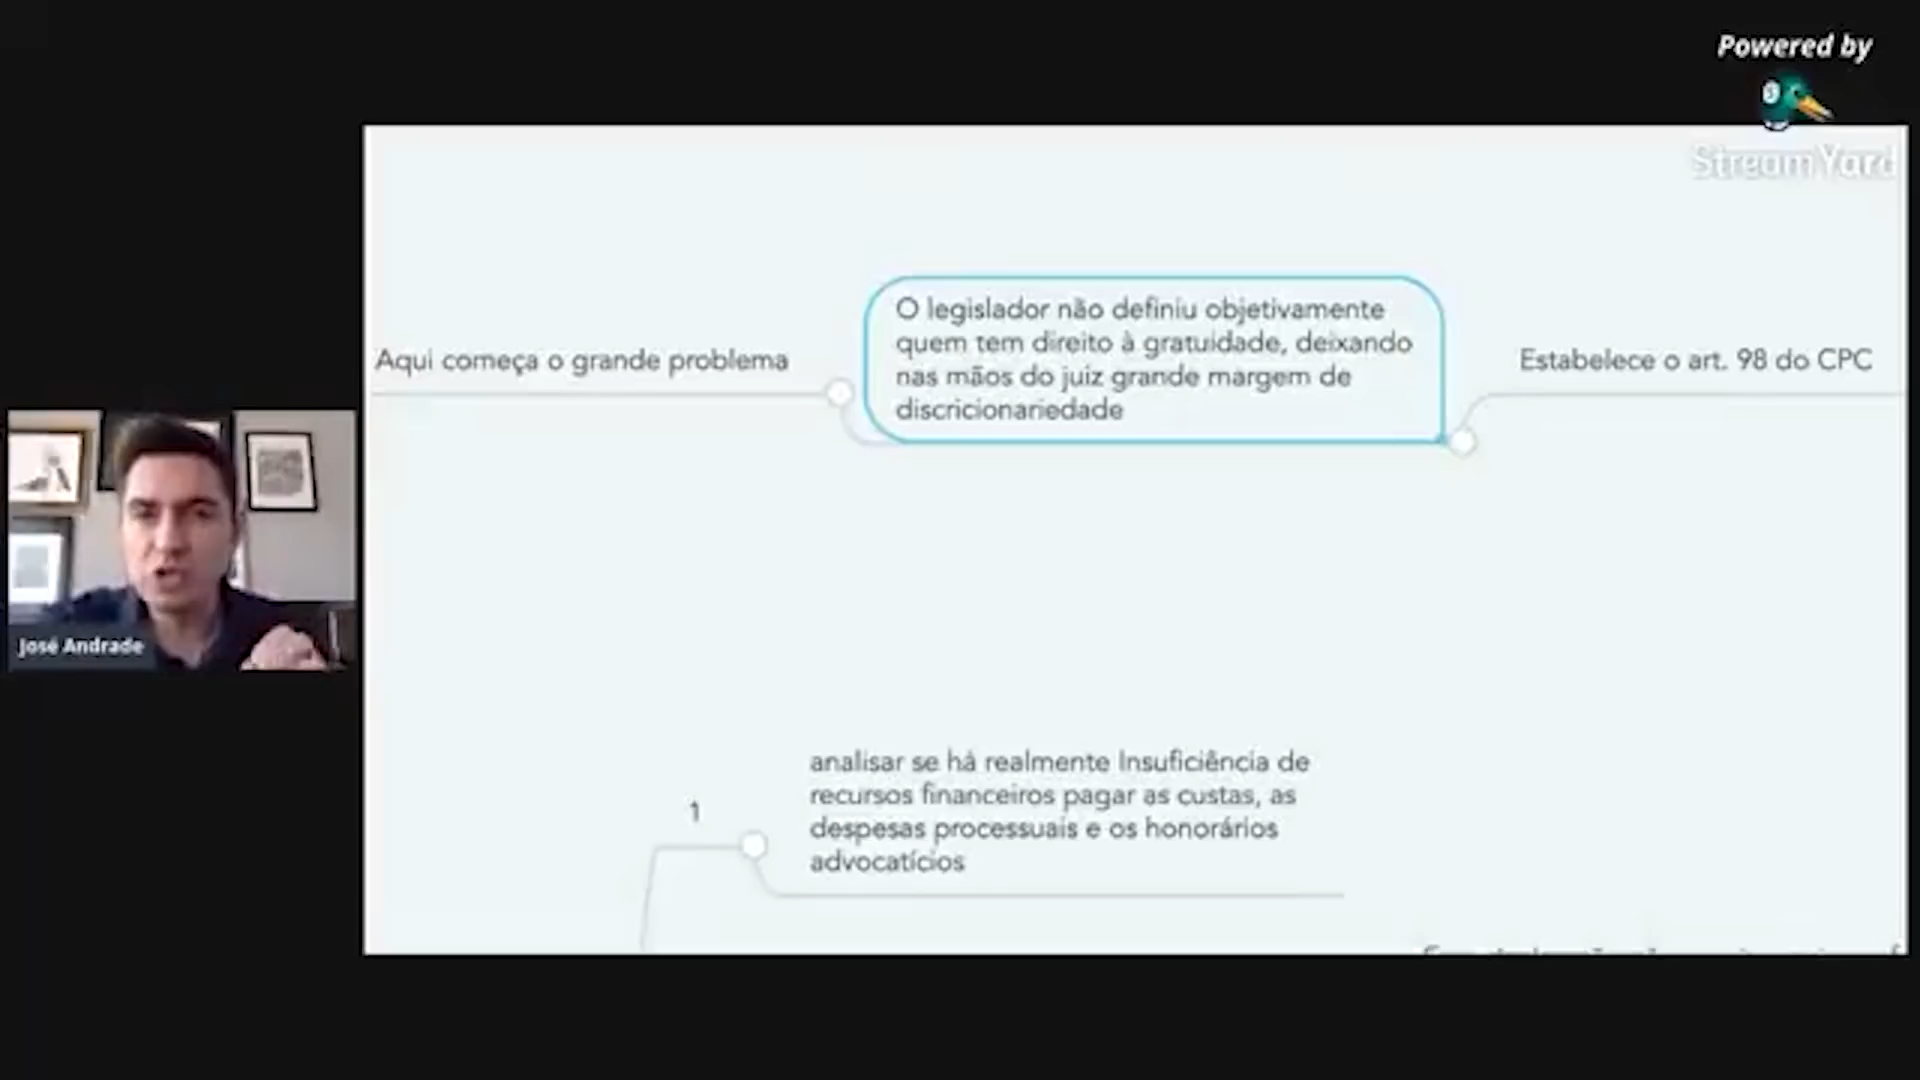 Powered by
StreamYard
Aqui começa o grande problema
O legislador não definiu objetivamente
quem tem direito à gratuidade, deixando
nas mãos do juiz grande margem de
discricionariedade
Estabelece o art. 98 do CPC
José Andrade
1
analisar se há realmente Insuficiência de
recursos financeiros pagar as custas, as
despesas processuais e os honorários
advocatícios